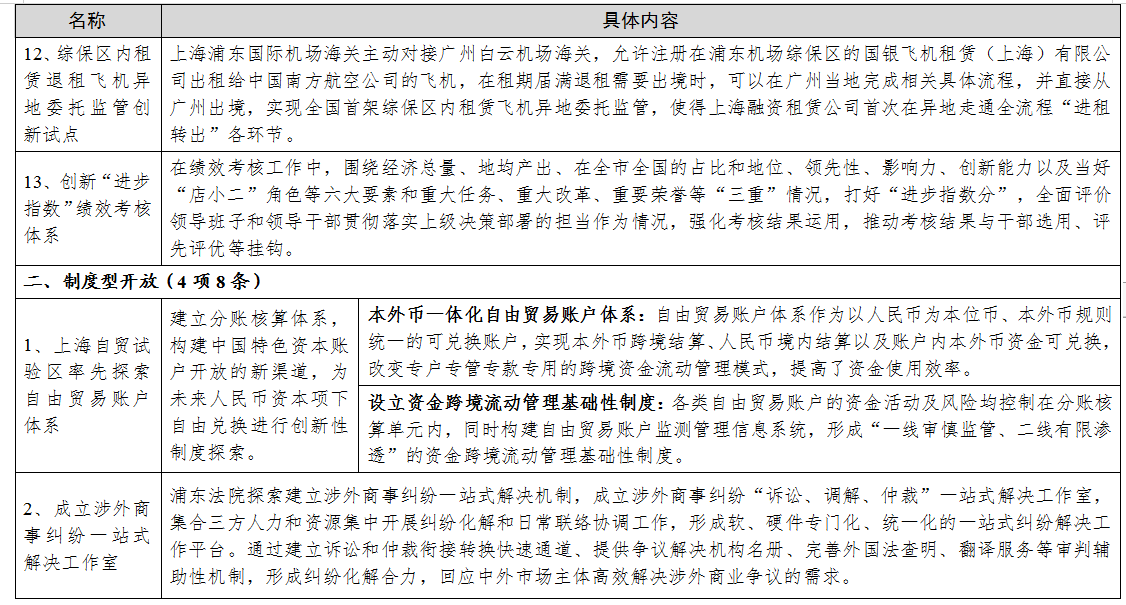 名称
具体内容
12、综保区内租
赁退租飞机异
地委托监管创
新试点
上海浦东国际机场海关主动对接广州白云机场海关，允许注册在浦东机场综保区的国银飞机租赁（上海）有限公
司出租给中国南方航空公司的飞机，在租期届满退租需要出境时，可以在广州当地完成相关具体流程，并直接从
广州出境，实现全国首架综保区内租赁飞机异地委托监管，使得上海融资租赁公司首次在异地走通全流程“进租
转出”各环节。
13、创新“进步
指数”绩效考核
体系
在绩效考核工作中，围绕经济总量、地均产出、在全市全国的占比和地位、领先性、影响力、创新能力以及当好
“店小二”角色等六大要素和重大任务、重大改革、重要荣誉等“三重”情况，打好“进步指数分”，全面评价
领导班子和领导干部贯彻落实上级决策部署的担当作为情况，强化考核结果运用，推动考核结果与干部选用、评
先评优等挂钩。
二、制度型开放（4 项 8 条）
1、上海自贸试
验区率先探索
自由贸易账户
体系
建立分账核算体系，
构建中国特色资本账
户开放的新渠道，为
未来人民币资本项下
自由兑换进行创新性
制度探索。
本外币一体化自由贸易账户体系：自由贸易账户体系作为以人民币为本位币、本外币规则
统一的可兑换账户，实现本外币跨境结算、人民币境内结算以及账户内本外币资金可兑换，
改变专户专管专款专用的跨境资金流动管理模式，提高了资金使用效率。
设立资金跨境流动管理基础性制度：各类自由贸易账户的资金活动及风险均控制在分账核
算单元内，同时构建自由贸易账户监测管理信息系统，形成“一线审慎监管、二线有限渗
透”的资金跨境流动管理基础性制度。
2、成立涉外商
事纠纷一站式
解决工作室
浦东法院探索建立涉外商事纠纷一站式解决机制，成立涉外商事纠纷“诉讼、调解、仲裁”一站式解决工作室，
集合三方人力和资源集中开展纠纷化解和日常联络协调工作，形成软、硬件专门化、统一化的一站式纠纷解决工
作平台。通过建立诉讼和仲裁衔接转换快速通道、提供争议解决机构名册、完善外国法查明、翻译服务等审判辅
助性机制，形成纠纷化解合力，回应中外市场主体高效解决涉外商业争议的需求。